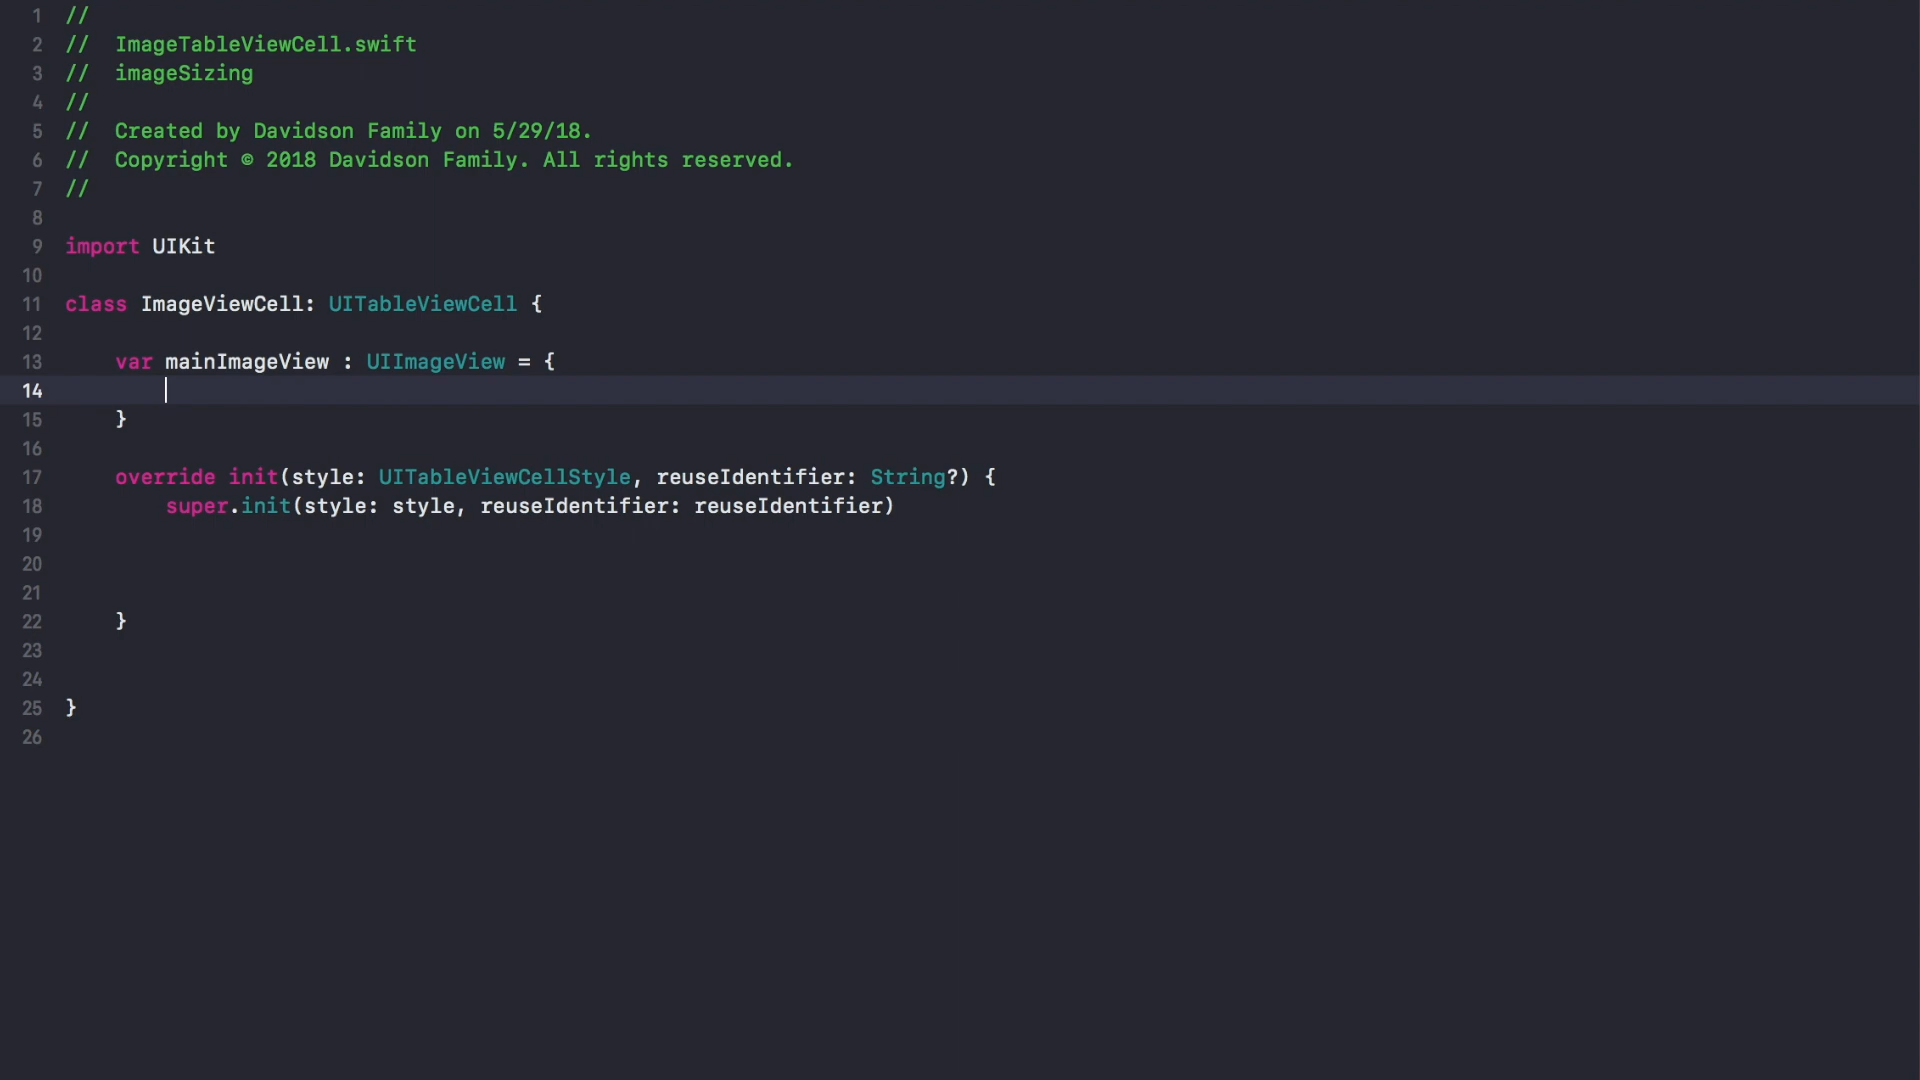 1 //
2 //  ImageTableViewCell.swift
3 //  imageSizing
4 //
5 //  Created by Davidson Family on 5/29/18.
6 //  Copyright © 2018 Davidson Family. All rights reserved.
7 //
8
9 import UIKit
10
11 class ImageViewCell: UITableViewCell {
12
13     var mainImageView : UIImageView = {
14
15     }
16
17     override init(style: UITableViewCellStyle, reuseIdentifier: String?) {
18         super.init(style: style, reuseIdentifier: reuseIdentifier)
19
20
21
22     }
23
24
25 }
26